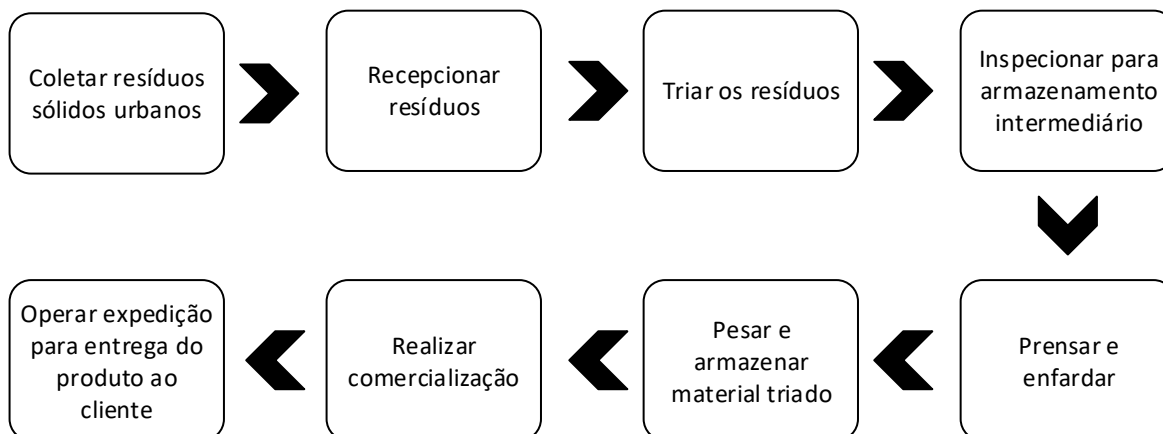 Coletar resíduos
sólidos urbanos
Recepcionar
resíduos
Triar os resíduos
Inspecionar para
armazenamento
intermediário
Prensar e
enfardar
Pesar e
armazenar
material triado
Realizar
comercialização
Operar expedição
para entrega do
produto ao
cliente